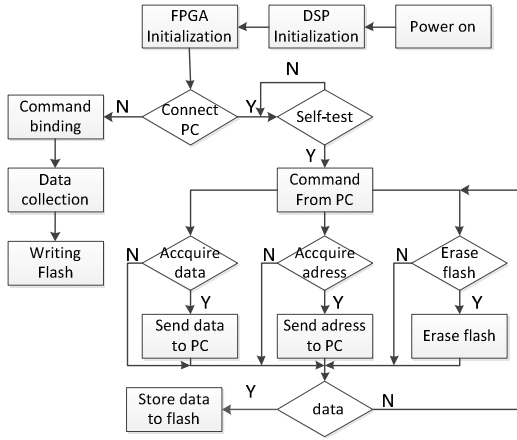 FPGA
Initialization
DSP
Initialization
Power on
N
Command
binding
N
Connect
PC
Y
Self-test
Y
Data
collection
Command
From PC
Writing
Flash
N
Accquire
data
N
Accquire
adress
N
Erase
flash
Y
Y
Y
Send data
to PC
Send adress
to PC
Erase flash
Store data
to flash
Y
data
N